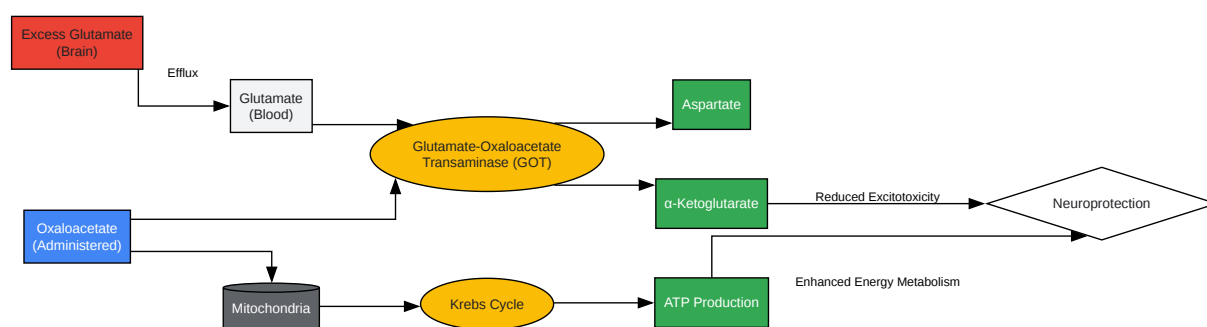 Excess Glutamate
(Brain)
Efflux
Glutamate
(Blood)
Aspartate
Glutamate-Oxaloacetate
Transaminase (GOT)
α-Ketoglutarate
Reduced Excitotoxicity
Neuroprotection
Oxaloacetate
(Administered)
Mitochondria
Krebs Cycle
ATP Production
Enhanced Energy Metabolism